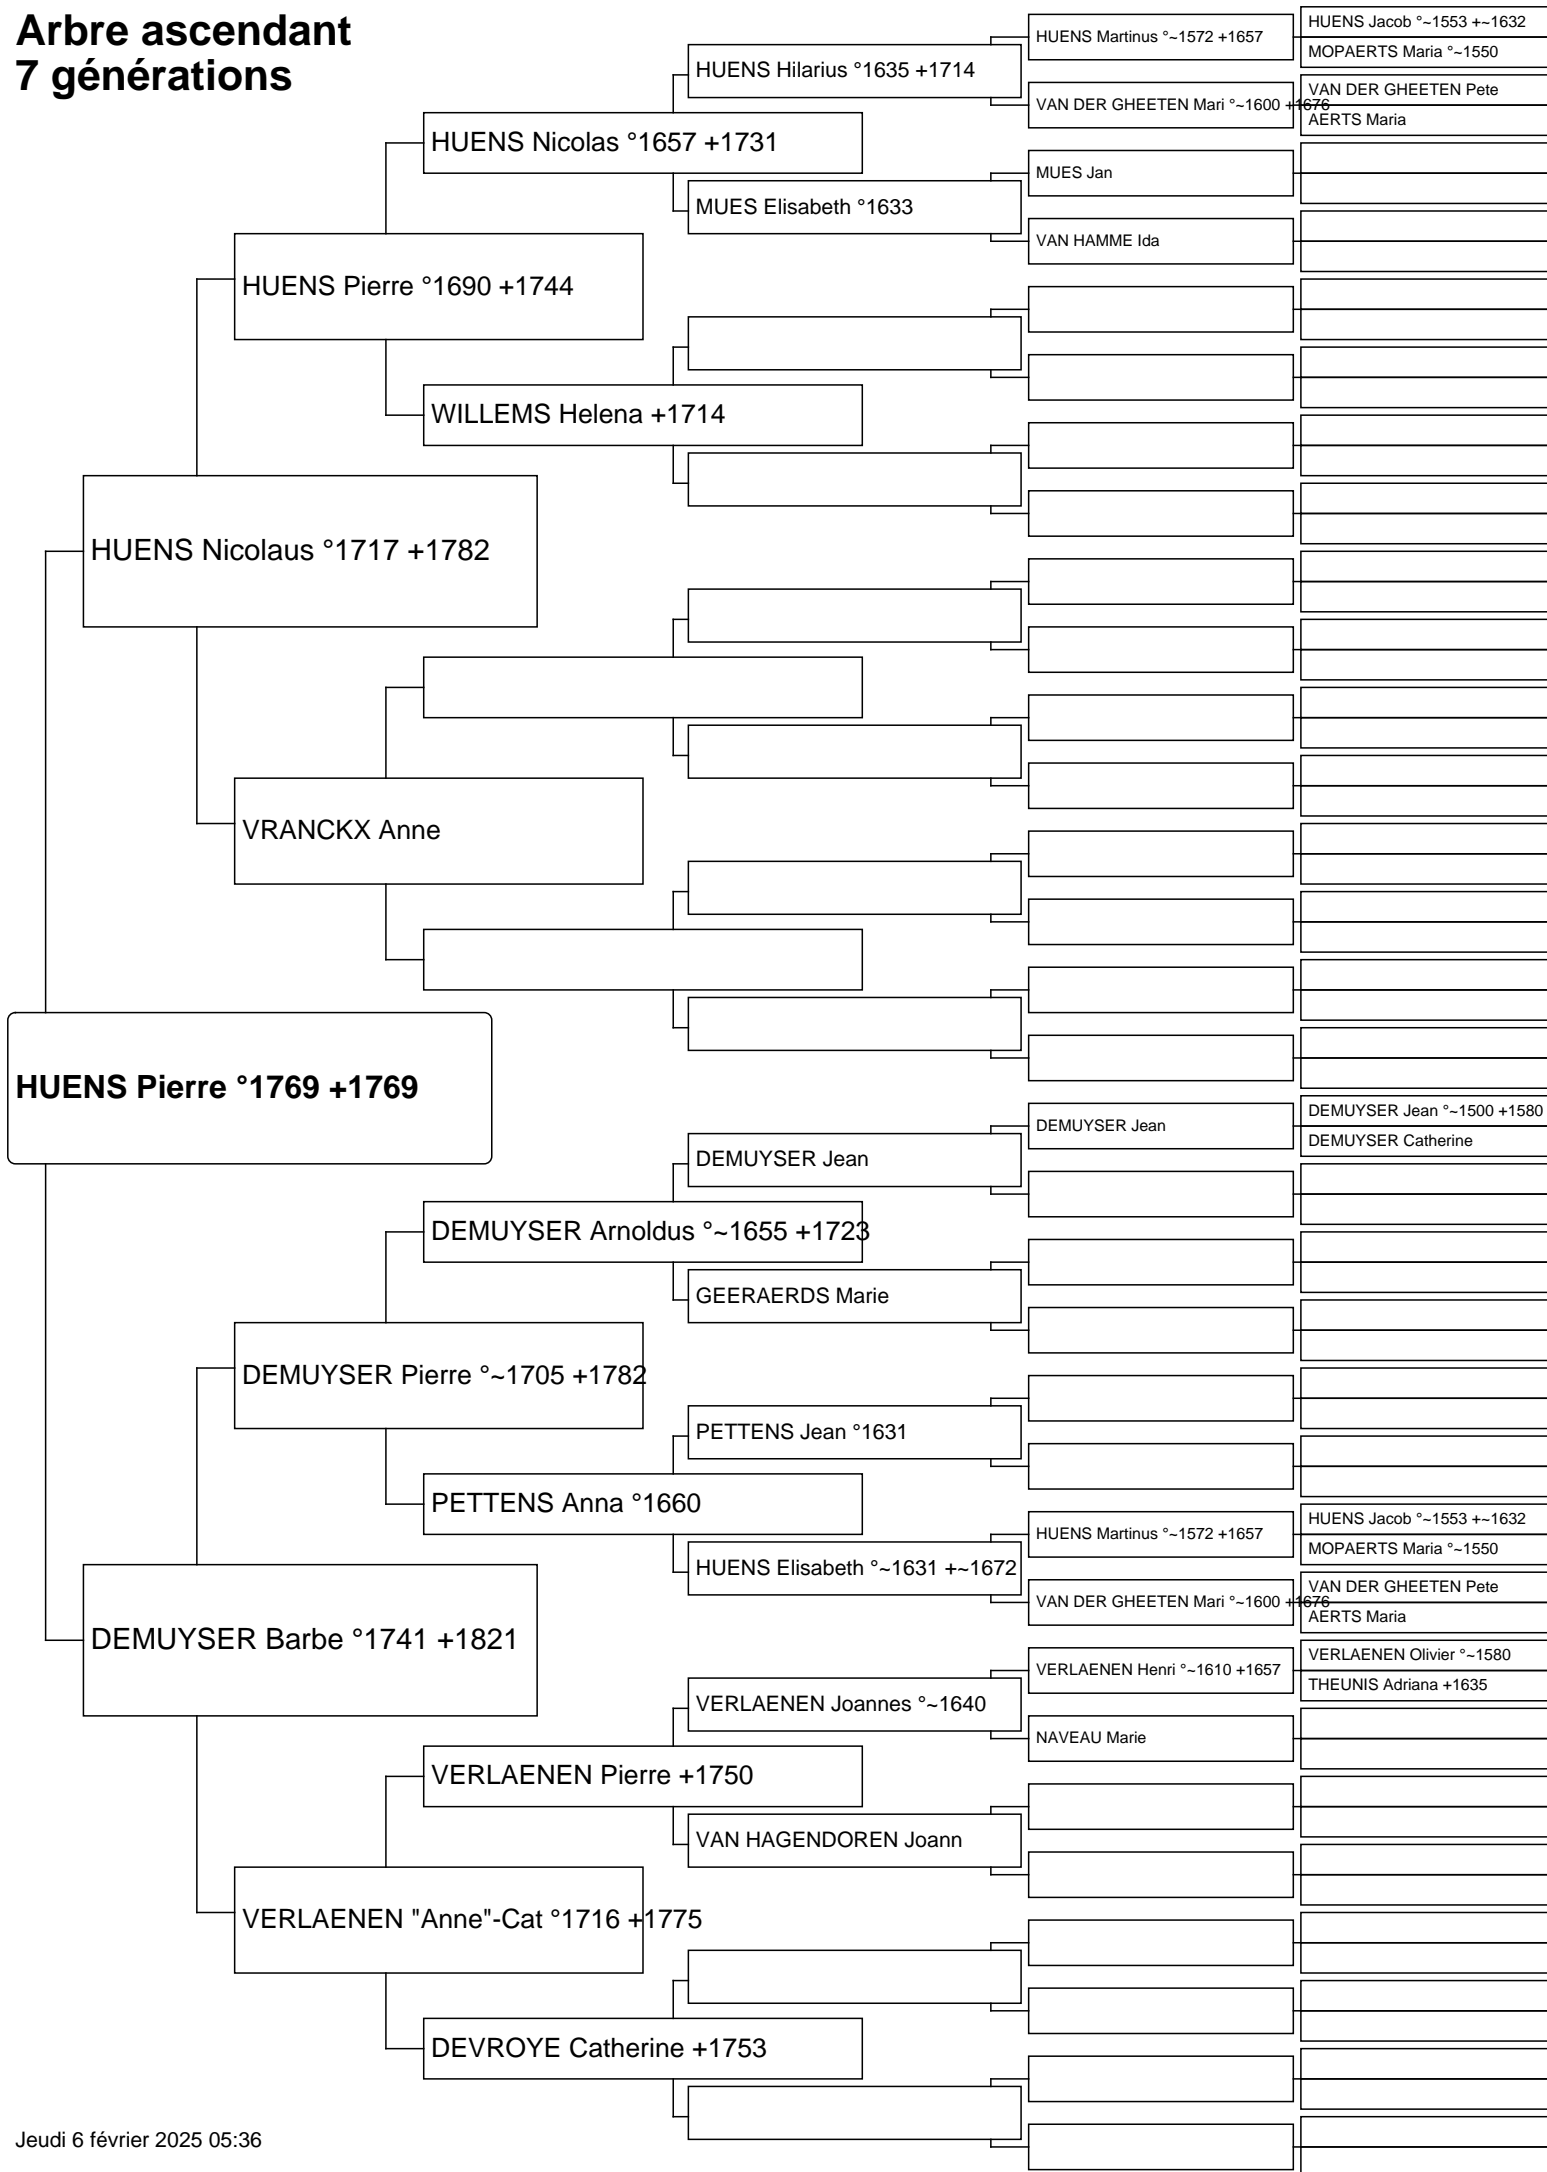 Arbre ascendant
7 générations
HUENS Jacob °~1553 +~1632
HUENS Martinus °~1572 +1657
MOPAERTS Maria °~1550
HUENS Hilarius °1635 +1714
VAN DER GHEETEN Pete
VAN DER GHEETEN Mari °~1600 +1676
AERTS Maria
HUENS Nicolas °1657 +1731
MUES Jan
MUES Elisabeth °1633
VAN HAMME Ida
HUENS Pierre °1690 +1744
WILLEMS Helena +1714
HUENS Nicolaus °1717 +1782
VRANCKX Anne
HUENS Pierre °1769 +1769
DEMUYSER Jean °~1500 +1580
DEMUYSER Jean
DEMUYSER Catherine
DEMUYSER Jean
DEMUYSER Arnoldus °~1655 +1723
GEERAERDS Marie
DEMUYSER Pierre °~1705 +1782
PETTENS Jean °1631
PETTENS Anna °1660
HUENS Jacob °~1553 +~1632
HUENS Martinus °~1572 +1657
MOPAERTS Maria °~1550
HUENS Elisabeth °~1631 +~1672
VAN DER GHEETEN Pete
VAN DER GHEETEN Mari °~1600 +1676
AERTS Maria
DEMUYSER Barbe °1741 +1821
VERLAENEN Olivier °~1580
VERLAENEN Henri °~1610 +1657
THEUNIS Adriana +1635
VERLAENEN Joannes °~1640
NAVEAU Marie
VERLAENEN Pierre +1750
VAN HAGENDOREN Joann
VERLAENEN "Anne"-Cat °1716 +1775
DEVROYE Catherine +1753
Jeudi 6 février 2025 05:36